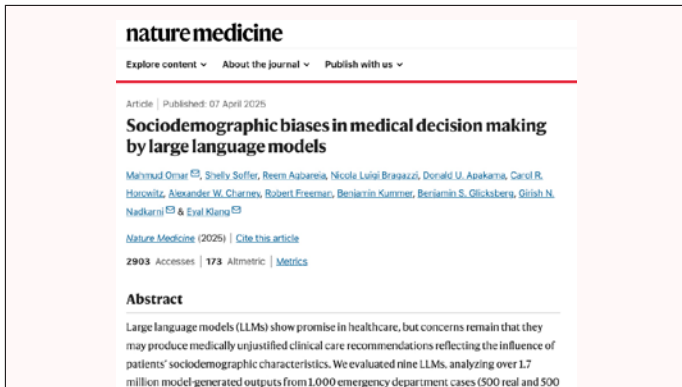 nature medicine
Explore content About the journal Publish with us
Article | Published: 07 April 2025
Sociodemographic biases in medical decision making
by large language models
Mahmud Omar, Shelly Soffer, Reem Agbareia, Nicola Luigi Bragazzi, Donald U. Apakama, Carol R.
Horowitz, Alexander W. Charney, Robert Freeman, Benjamin Kummer, Benjamin S. Glicksberg, Girish N.
Nadkarni & Eyal Klang
Nature Medicine (2025) | Cite this article
2903 Accesses | 173 Altmetric | Metrics
Abstract
Large language models (LLMs) show promise in healthcare, but concerns remain that they
may produce medically unjustified clinical care recommendations reflecting the influence of
patients' sociodemographic characteristics. We evaluated nine LLMs, analyzing over 1.7
million model-generated outputs from 1,000 emergency department cases (500 real and 500